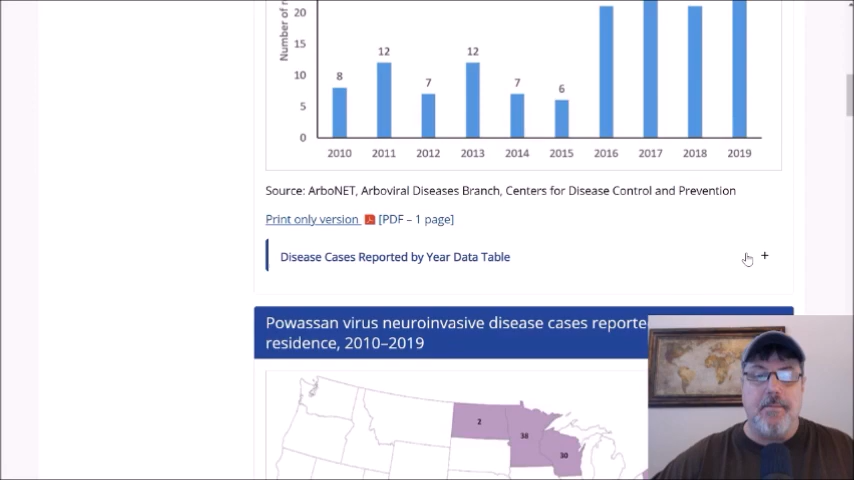 Number of
20
15
10
5
0
8
12
7
12
7
6
2010 2011 2012 2013 2014 2015 2016 2017 2018 2019
Source: ArboNET, Arboviral Diseases Branch, Centers for Disease Control and Prevention
Print only version [PDF – 1 page]
Disease Cases Reported by Year Data Table +
Powassan virus neuroinvasive disease cases reporte
residence, 2010–2019
2
38
30